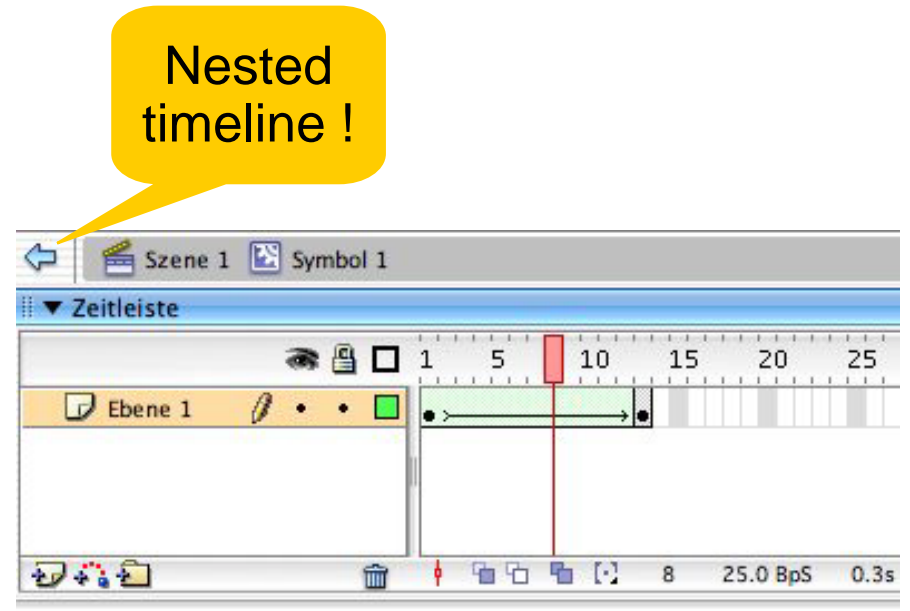 Nested
timeline !
Szene 1 Symbol 1
Zeitleiste
1 5 10 15 20 25
Ebene 1
8 25.0 BpS 0.3s